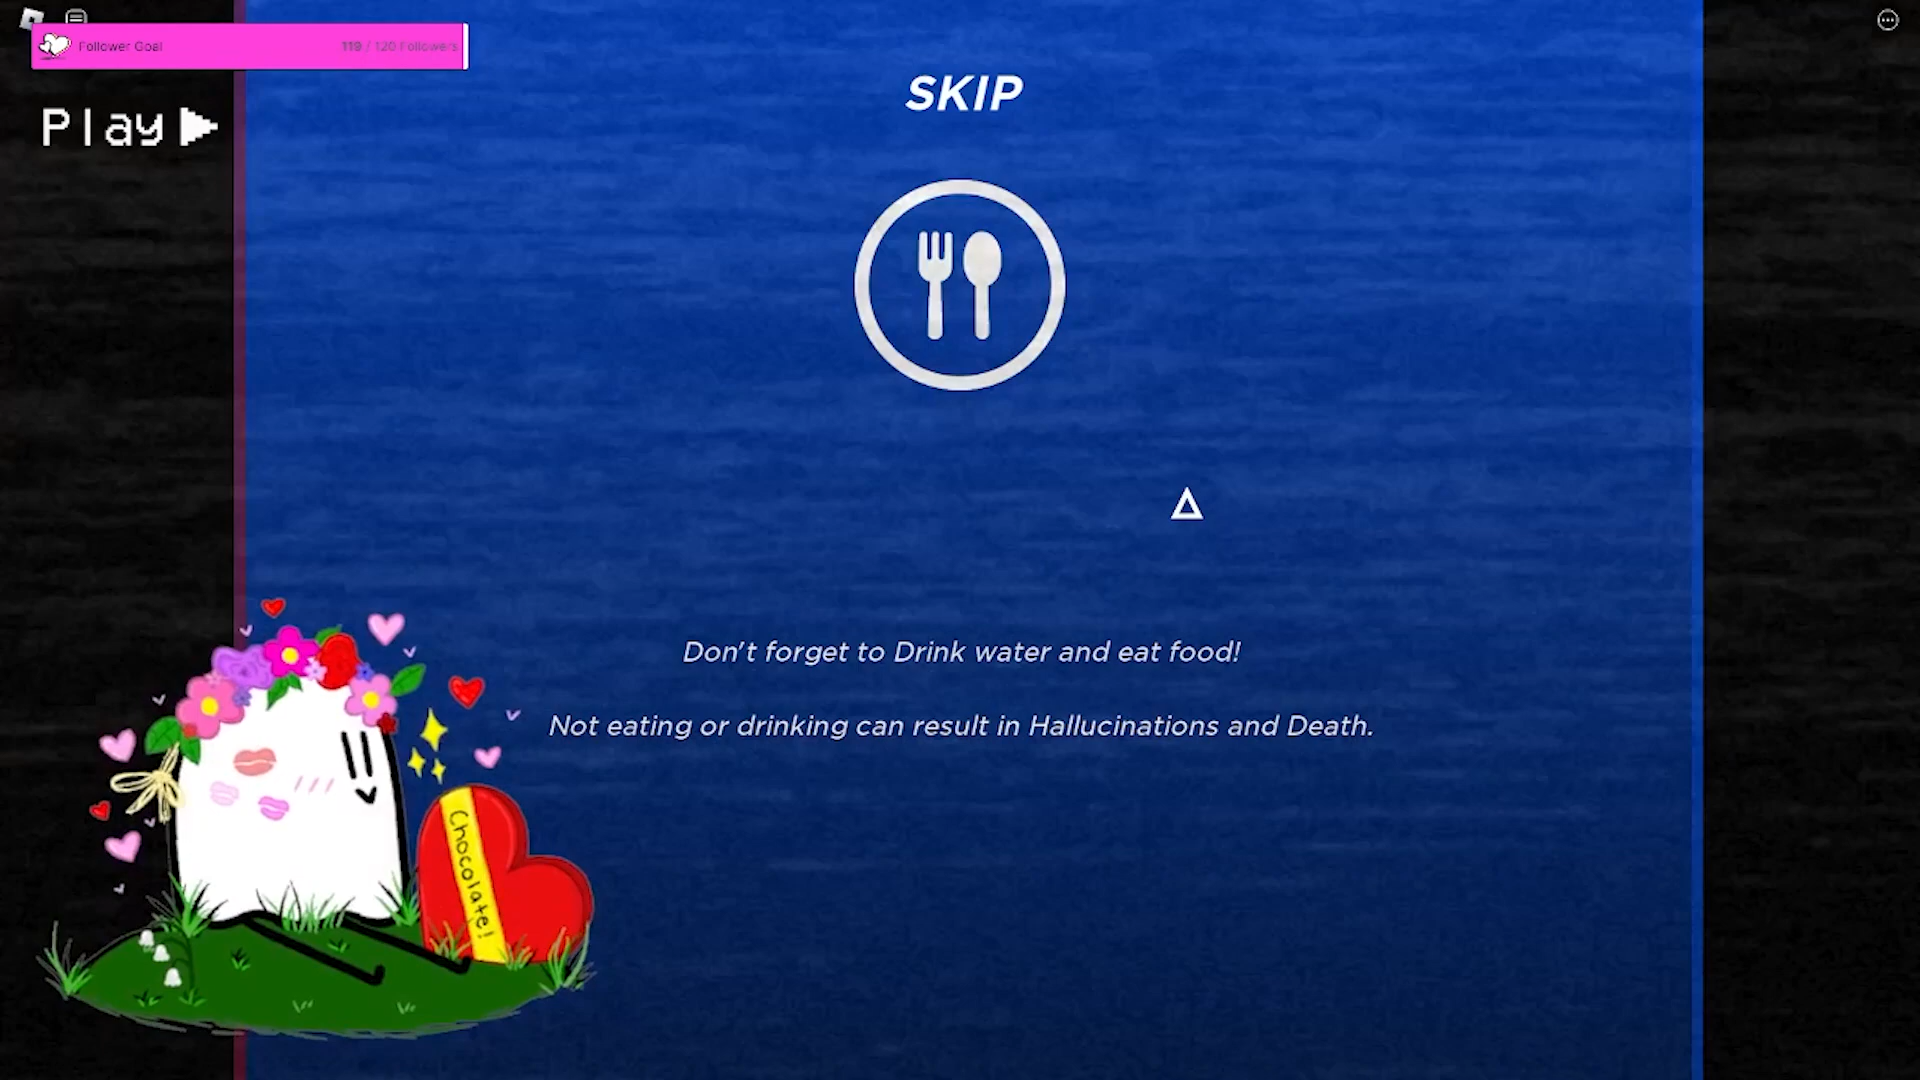 Follower Goal 119 / 120 Followers
Play
SKIP
Don't forget to Drink water and eat food!
Not eating or drinking can result in Hallucinations and Death.
Chocolate!